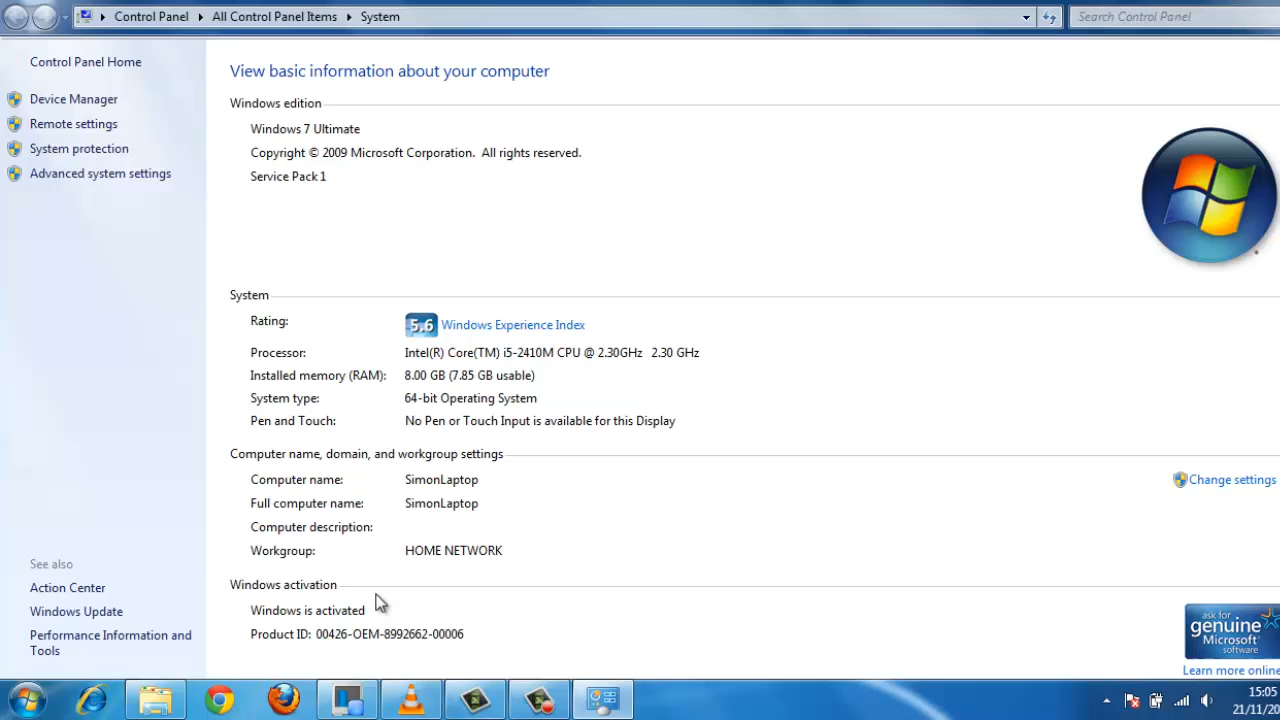 Control Panel All Control Panel Items System
Search Control Panel
Control Panel Home
Device Manager
Remote settings
System protection
Advanced system settings
See also
Action Center
Windows Update
Performance Information and
Tools
View basic information about your computer
Windows edition
Windows 7 Ultimate
Copyright © 2009 Microsoft Corporation. All rights reserved.
Service Pack 1
System
Rating: 5.6 Windows Experience Index
Processor: Intel(R) Core(TM) i5-2410M CPU @ 2.30GHz 2.30 GHz
Installed memory (RAM): 8.00 GB (7.85 GB usable)
System type: 64-bit Operating System
Pen and Touch: No Pen or Touch Input is available for this Display
Computer name, domain, and workgroup settings
Computer name: SimonLaptop
Change settings
Full computer name: SimonLaptop
Computer description:
Workgroup: HOME NETWORK
Windows activation
Windows is activated
Product ID: 00426-OEM-8992662-00006
ask for
genuine
Microsoft
software
Learn more online
15:05
21/11/20